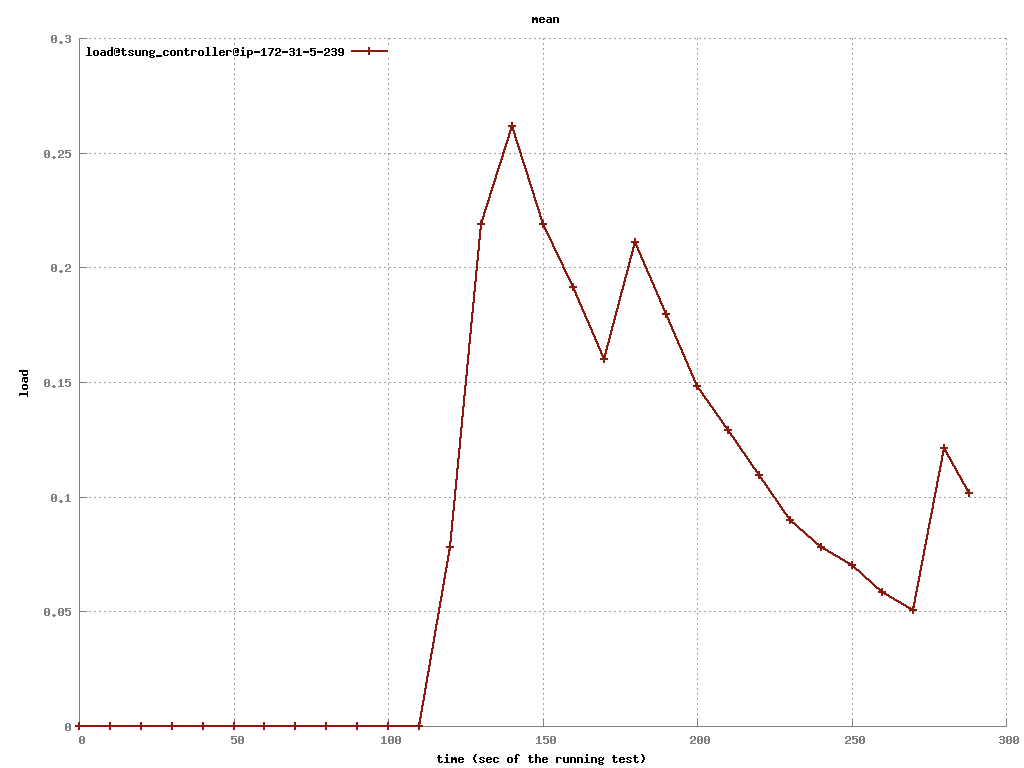 mean
0.3
load@tsung_controller@ip-172-31-5-239
0.25
0.2
load
0.15
0.1
0.05
0
0 50 100 150 200 250 300
time (sec of the running test)